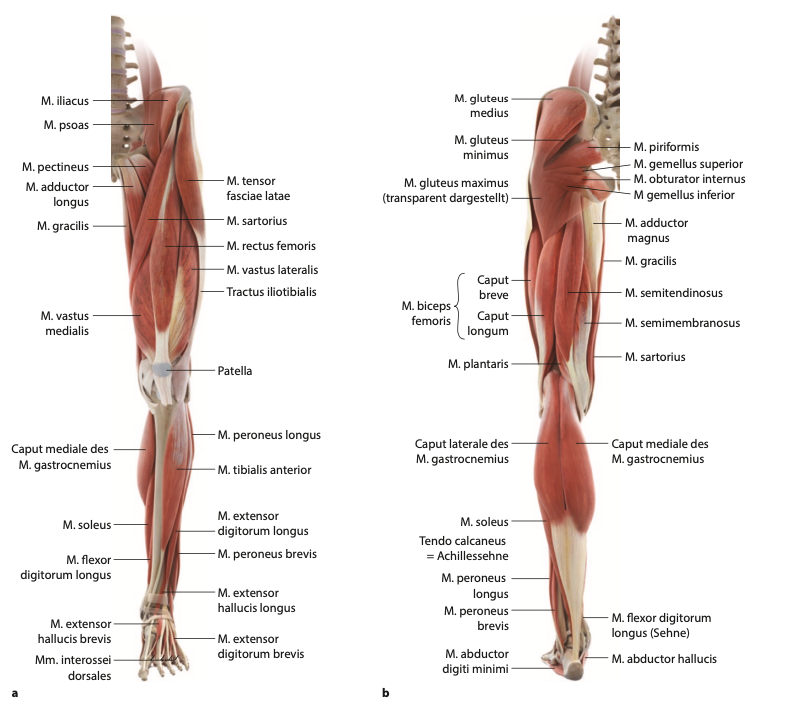 M. iliacus
M. psoas
M. pectineus
M. adductor
longus
M. gracilis
M. vastus
medialis
Caput mediale des
M. gastrocnemius
M. soleus
M. flexor
digitorum longus
M. extensor
hallucis brevis
Mm. interossei
dorsales
M. tensor
fasciae latae
M. sartorius
M. rectus femoris
M. vastus lateralis
Tractus iliotibialis
Patella
M. peroneus longus
M. tibialis anterior
M. extensor
digitorum longus
M. peroneus brevis
M. extensor
hallucis longus
M. extensor
digitorum brevis
a
M. gluteus
medius
M. gluteus
minimus
M. gluteus maximus
(transparent dargestellt)
M. biceps
femoris
Caput
breve
Caput
longum
M. plantaris
Caput laterale des
M. gastrocnemius
M. soleus
Tendo calcaneus
= Achillessehne
M. peroneus
longus
M. peroneus
brevis
M. abductor
digiti minimi
M. piriformis
M. gemellus superior
M. obturator internus
M gemellus inferior
M. adductor
magnus
M. gracilis
M. semitendinosus
M. semimembranosus
M. sartorius
Caput mediale des
M. gastrocnemius
M. flexor digitorum
longus (Sehne)
M. abductor hallucis
b